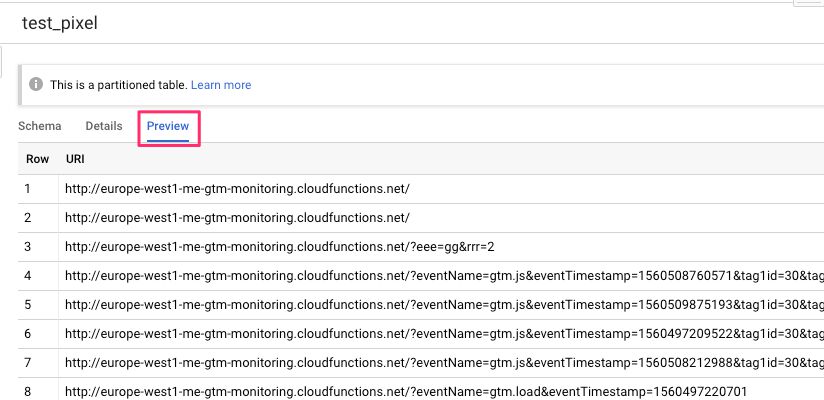 test_pixel
This is a partitioned table. Learn more
Schema Details Preview
Row URI
1 http://europe-west1-me-gtm-monitoring.cloudfunctions.net/
2 http://europe-west1-me-gtm-monitoring.cloudfunctions.net/
3 http://europe-west1-me-gtm-monitoring.cloudfunctions.net/?eee=gg&rrr=2
4 http://europe-west1-me-gtm-monitoring.cloudfunctions.net/?eventName=gtm.js&eventTimestamp=1560508760571&tag1id=30&tag
5 http://europe-west1-me-gtm-monitoring.cloudfunctions.net/?eventName=gtm.js&eventTimestamp=1560509875193&tag1id=30&tag
6 http://europe-west1-me-gtm-monitoring.cloudfunctions.net/?eventName=gtm.js&eventTimestamp=1560497209522&tag1id=30&tag
7 http://europe-west1-me-gtm-monitoring.cloudfunctions.net/?eventName=gtm.js&eventTimestamp=1560508212988&tag1id=30&tag
8 http://europe-west1-me-gtm-monitoring.cloudfunctions.net/?eventName=gtm.load&eventTimestamp=1560497220701